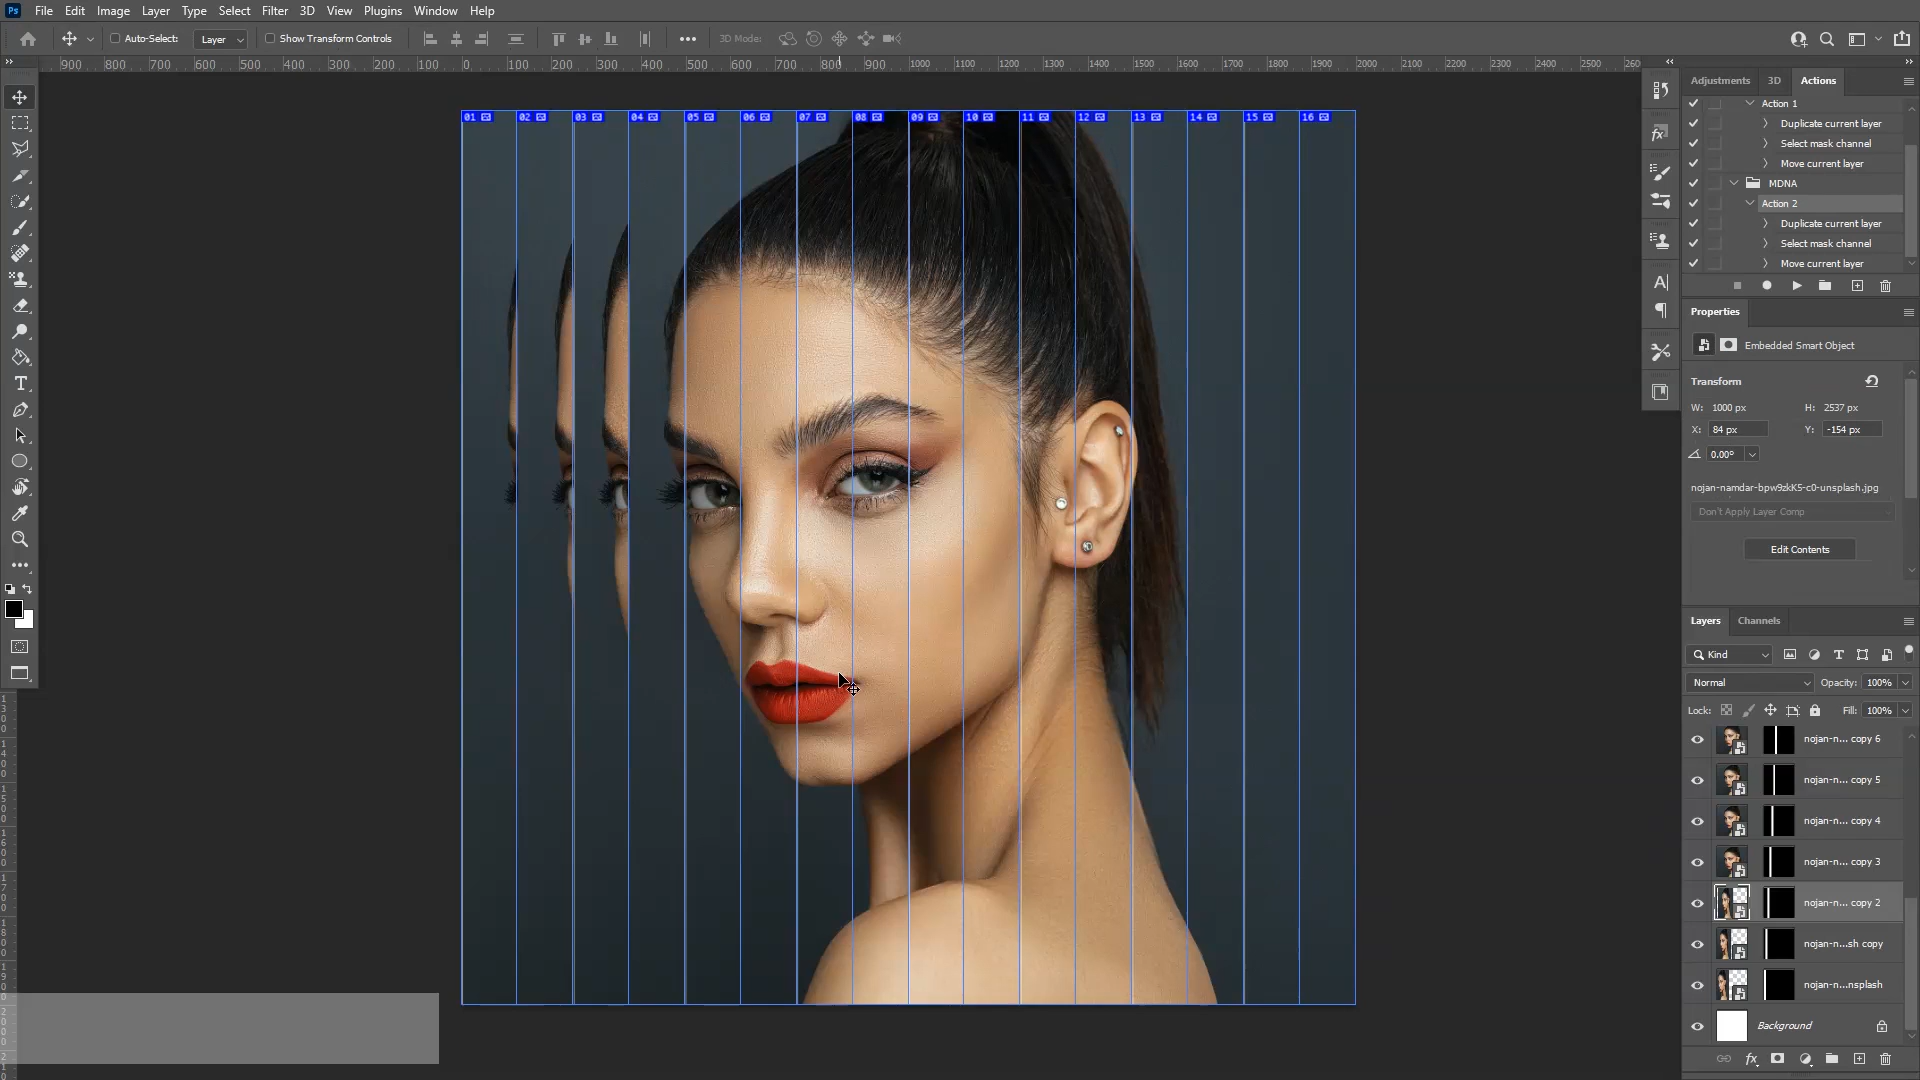 Ps File Edit Image Layer Type Select Filter 3D View Plugins Window Help
Auto-Select: Layer Show Transform Controls 3D Mode:
900 800 700 600 500 400 300 200 100 0 100 200 300 400 500 600 700 800 900 1000 1100 1200 1300 1400 1500 1600 1700 1800 1900 2000 2100 2200 2300 2400 2500
01 02 03 04 05 06 07 08 09 10 11 12 13 14 15 16
Adjustments 3D Actions
Action 1
Duplicate current layer
Select mask channel
Move current layer
MDNA
Action 2
Duplicate current layer
Select mask channel
Move current layer
Properties
Embedded Smart Object
Transform
W: 1000 px H: 2537 px
X: 84 px Y: -154 px
0.00°
nojan-namdar-bpw9zkK5-c0-unsplash.jpg
Don't Apply Layer Comp
Edit Contents
Layers Channels
Kind
Normal Opacity: 100%
Lock: Fill: 100%
nojan-n... copy 6
nojan-n... copy 5
nojan-n... copy 4
nojan-n... copy 3
nojan-n... copy 2
nojan-n...sh copy
nojan-n...nsplash
Background